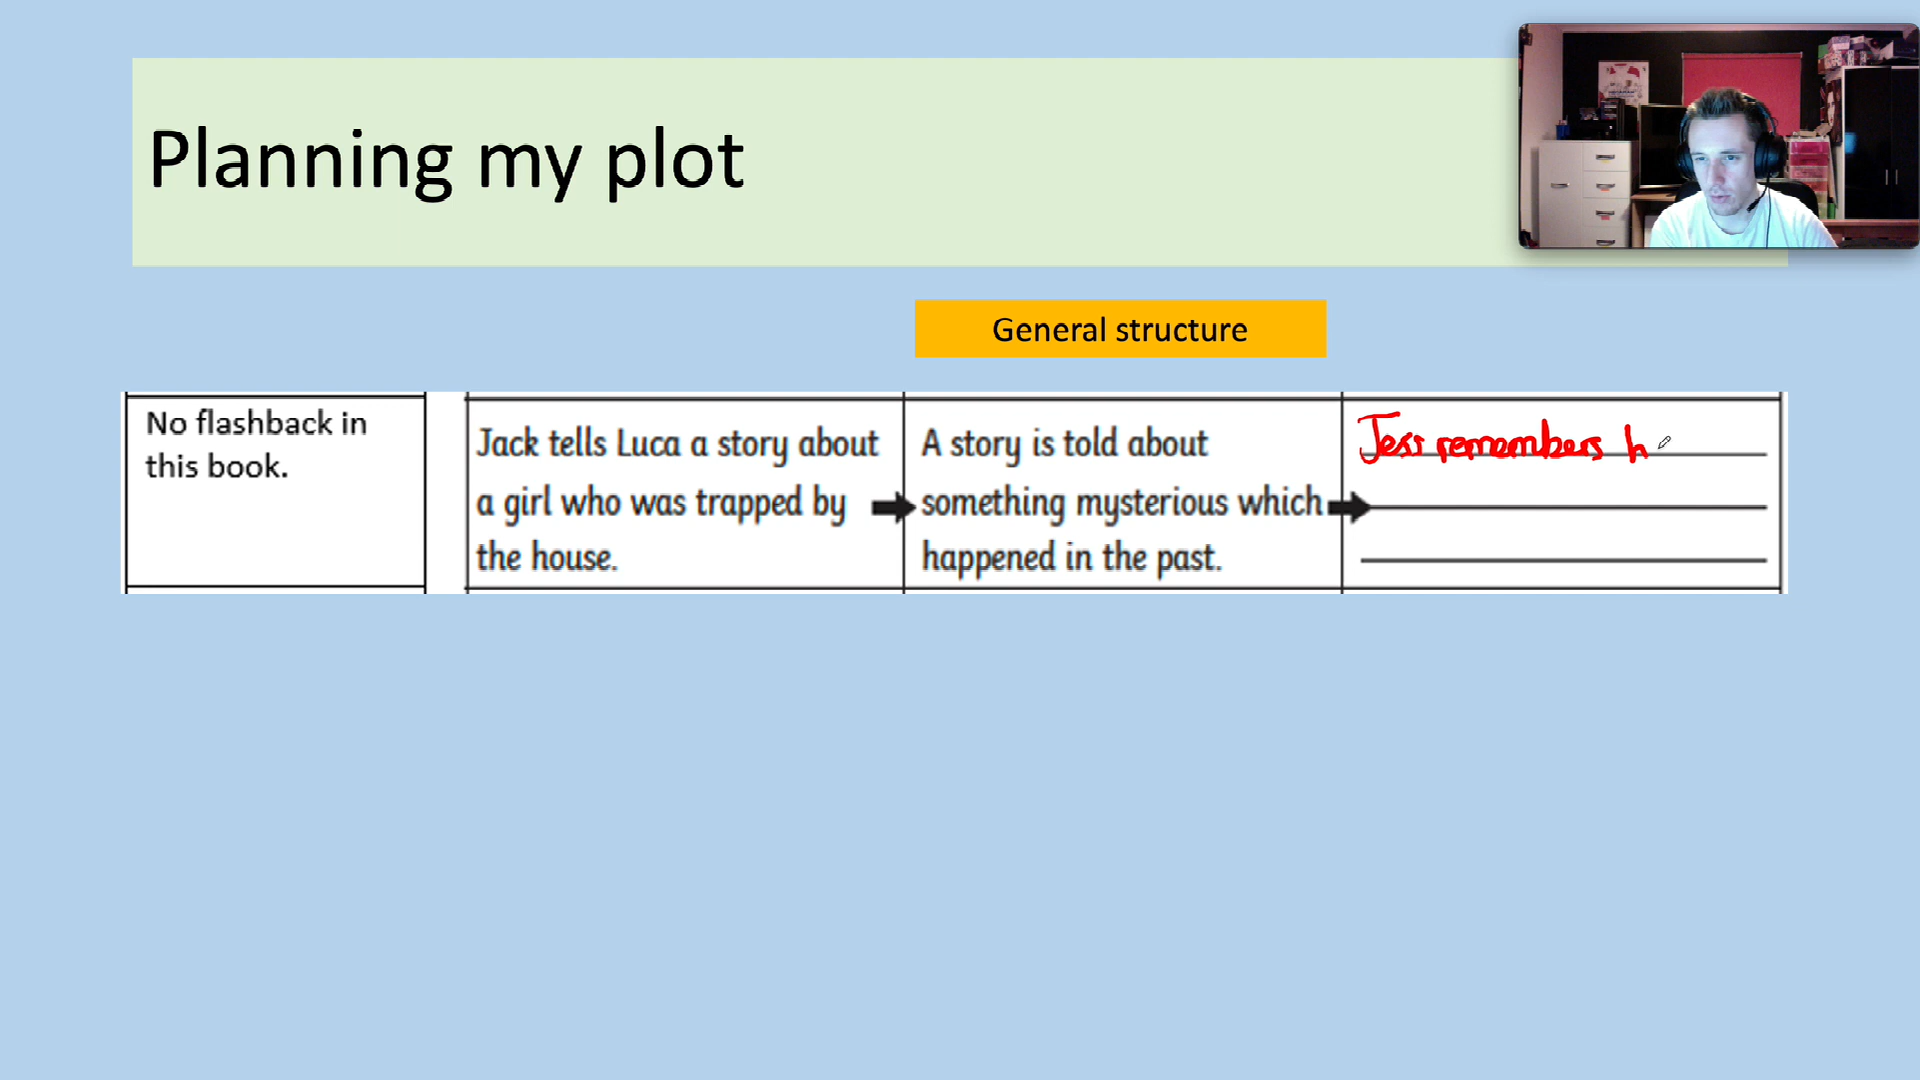 Planning my plot
General structure
No flashback in
this book.
Jack tells Luca a story about
a girl who was trapped by
the house.
A story is told about
something mysterious which
happened in the past.
Jess remembers h